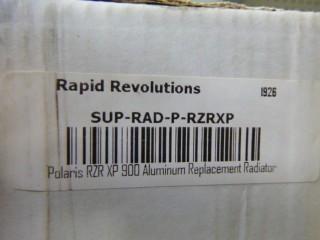 Rapid Revolutions 1926
SUP-RAD-P-RZRXP
Polaris RZR XP 900 Aluminum Replacement Radiator